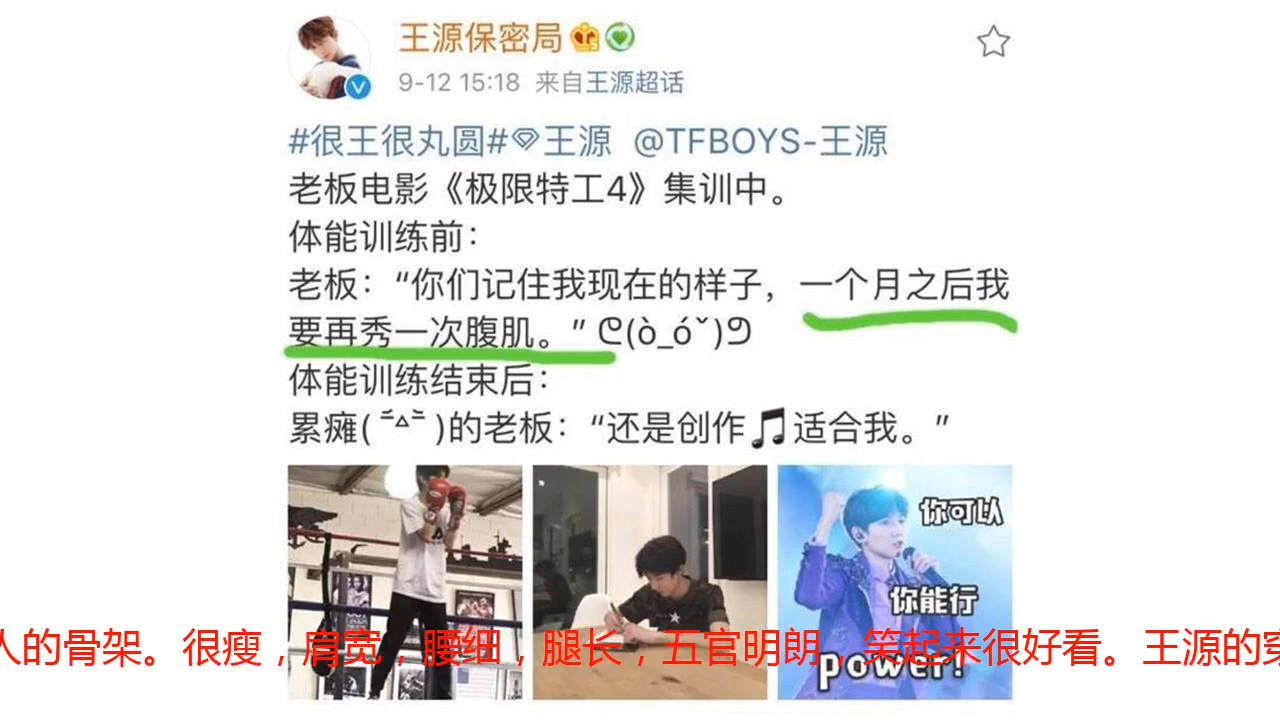 王源保密局
9-12 15:18 来自王源超话
#很王很丸圆#王源 @TFBOYS-王源
老板电影《极限特工4》集训中。
体能训练前：
老板：“你们记住我现在的样子，一个月之后我
要再秀一次腹肌。”ᕦ(ò_óˇ)ᕤ
体能训练结束后：
累瘫( ˭̴̵̶͈́△˭̴̵̶͈̀ )的老板：“还是创作🎵适合我。”
你可以
你能行
power!
人的骨架。很瘦，肩宽，腰细，腿长，五官明朗，笑起来很好看。王源的穿